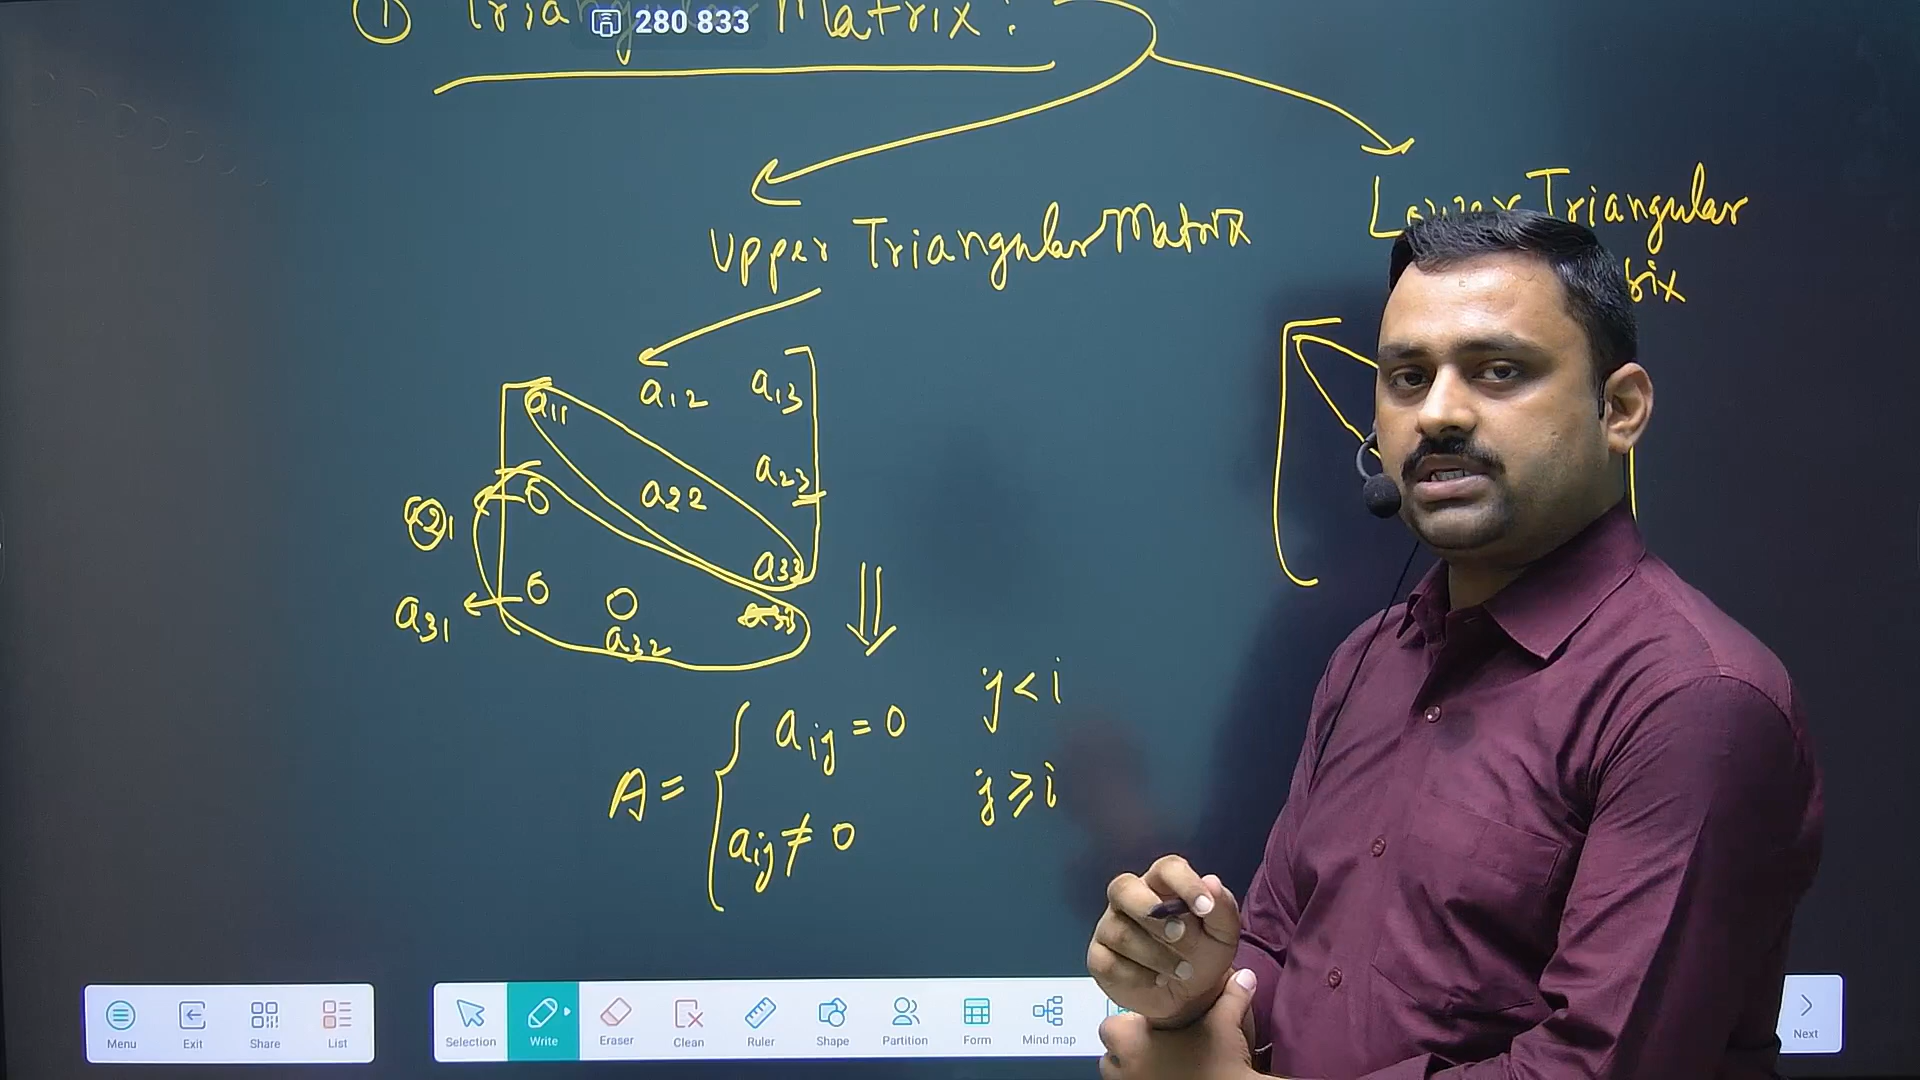 ① Triangular Matrix:
280 833
Upper Triangular Matrix
Lower Triangular
a11 a12 a13
a21 0 a22 a23
a33
a31 0 0
a32
A = { aij = 0 j < i
aij ≠ 0 j ≥ i
Menu Exit Share List Selection Write Eraser Clean Ruler Shape Partition Form Mind map Next